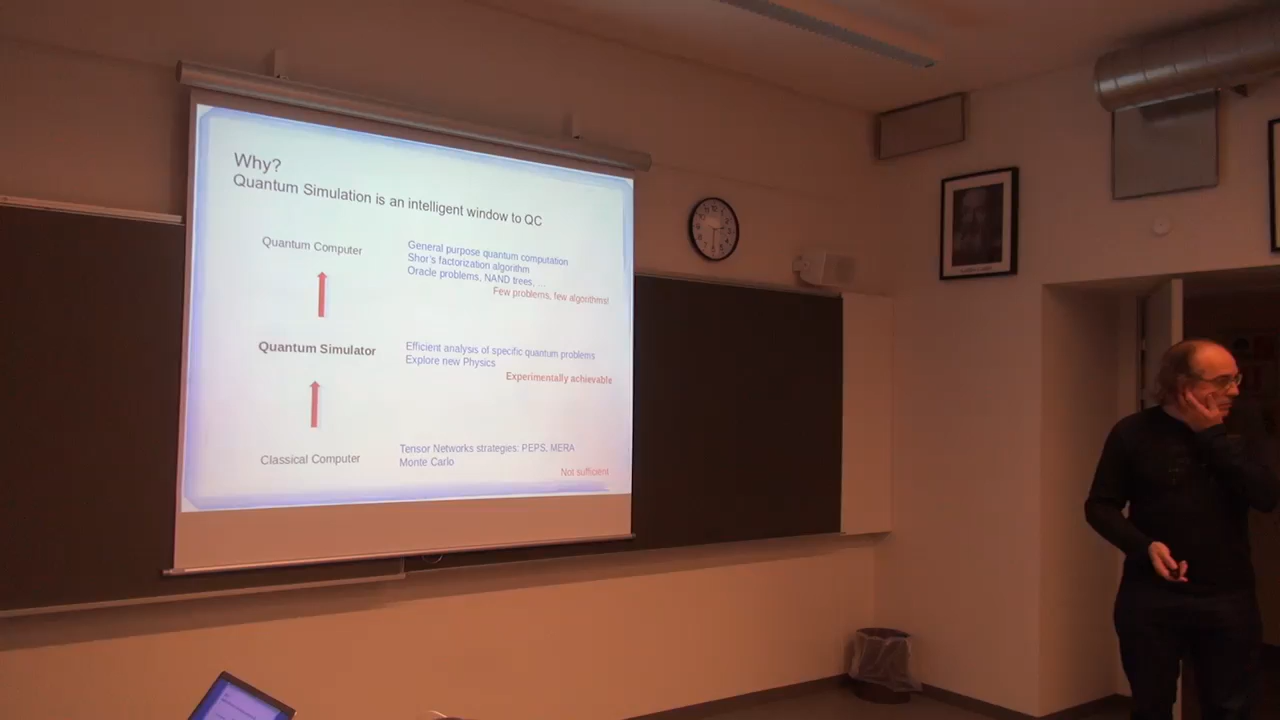 Why?
Quantum Simulation is an intelligent window to QC
Quantum Computer
General purpose quantum computation
Shor's factorization algorithm
Oracle problems, NAND trees, …
Few problems, few algorithms!
Quantum Simulator
Efficient analysis of specific quantum problems
Explore new Physics
Experimentally achievable
Classical Computer
Tensor Networks strategies: PEPS, MERA
Monte Carlo
Not sufficient